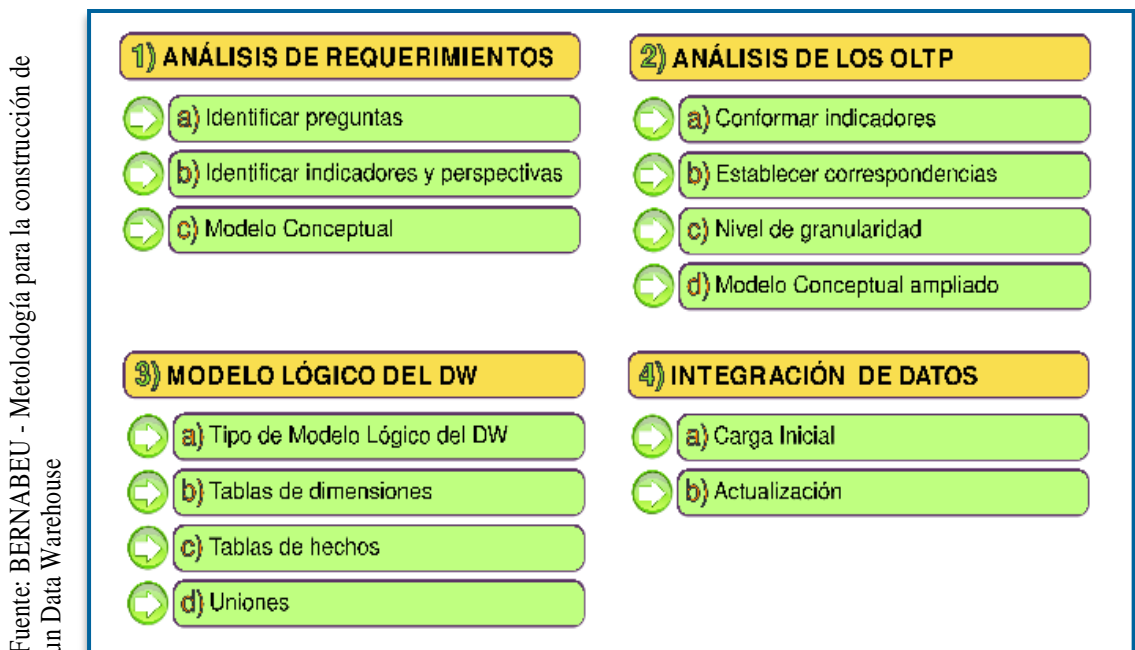 1) ANÁLISIS DE REQUERIMIENTOS
a) Identificar preguntas
b) Identificar indicadores y perspectivas
c) Modelo Conceptual
2) ANÁLISIS DE LOS OLTP
a) Conformar indicadores
b) Establecer correspondencias
c) Nivel de granularidad
d) Modelo Conceptual ampliado
3) MODELO LÓGICO DEL DW
a) Tipo de Modelo Lógico del DW
b) Tablas de dimensiones
c) Tablas de hechos
d) Uniones
4) INTEGRACIÓN DE DATOS
a) Carga Inicial
b) Actualización
Fuente: BERNABEU - Metolodogía para la construcción de
un Data Warehouse